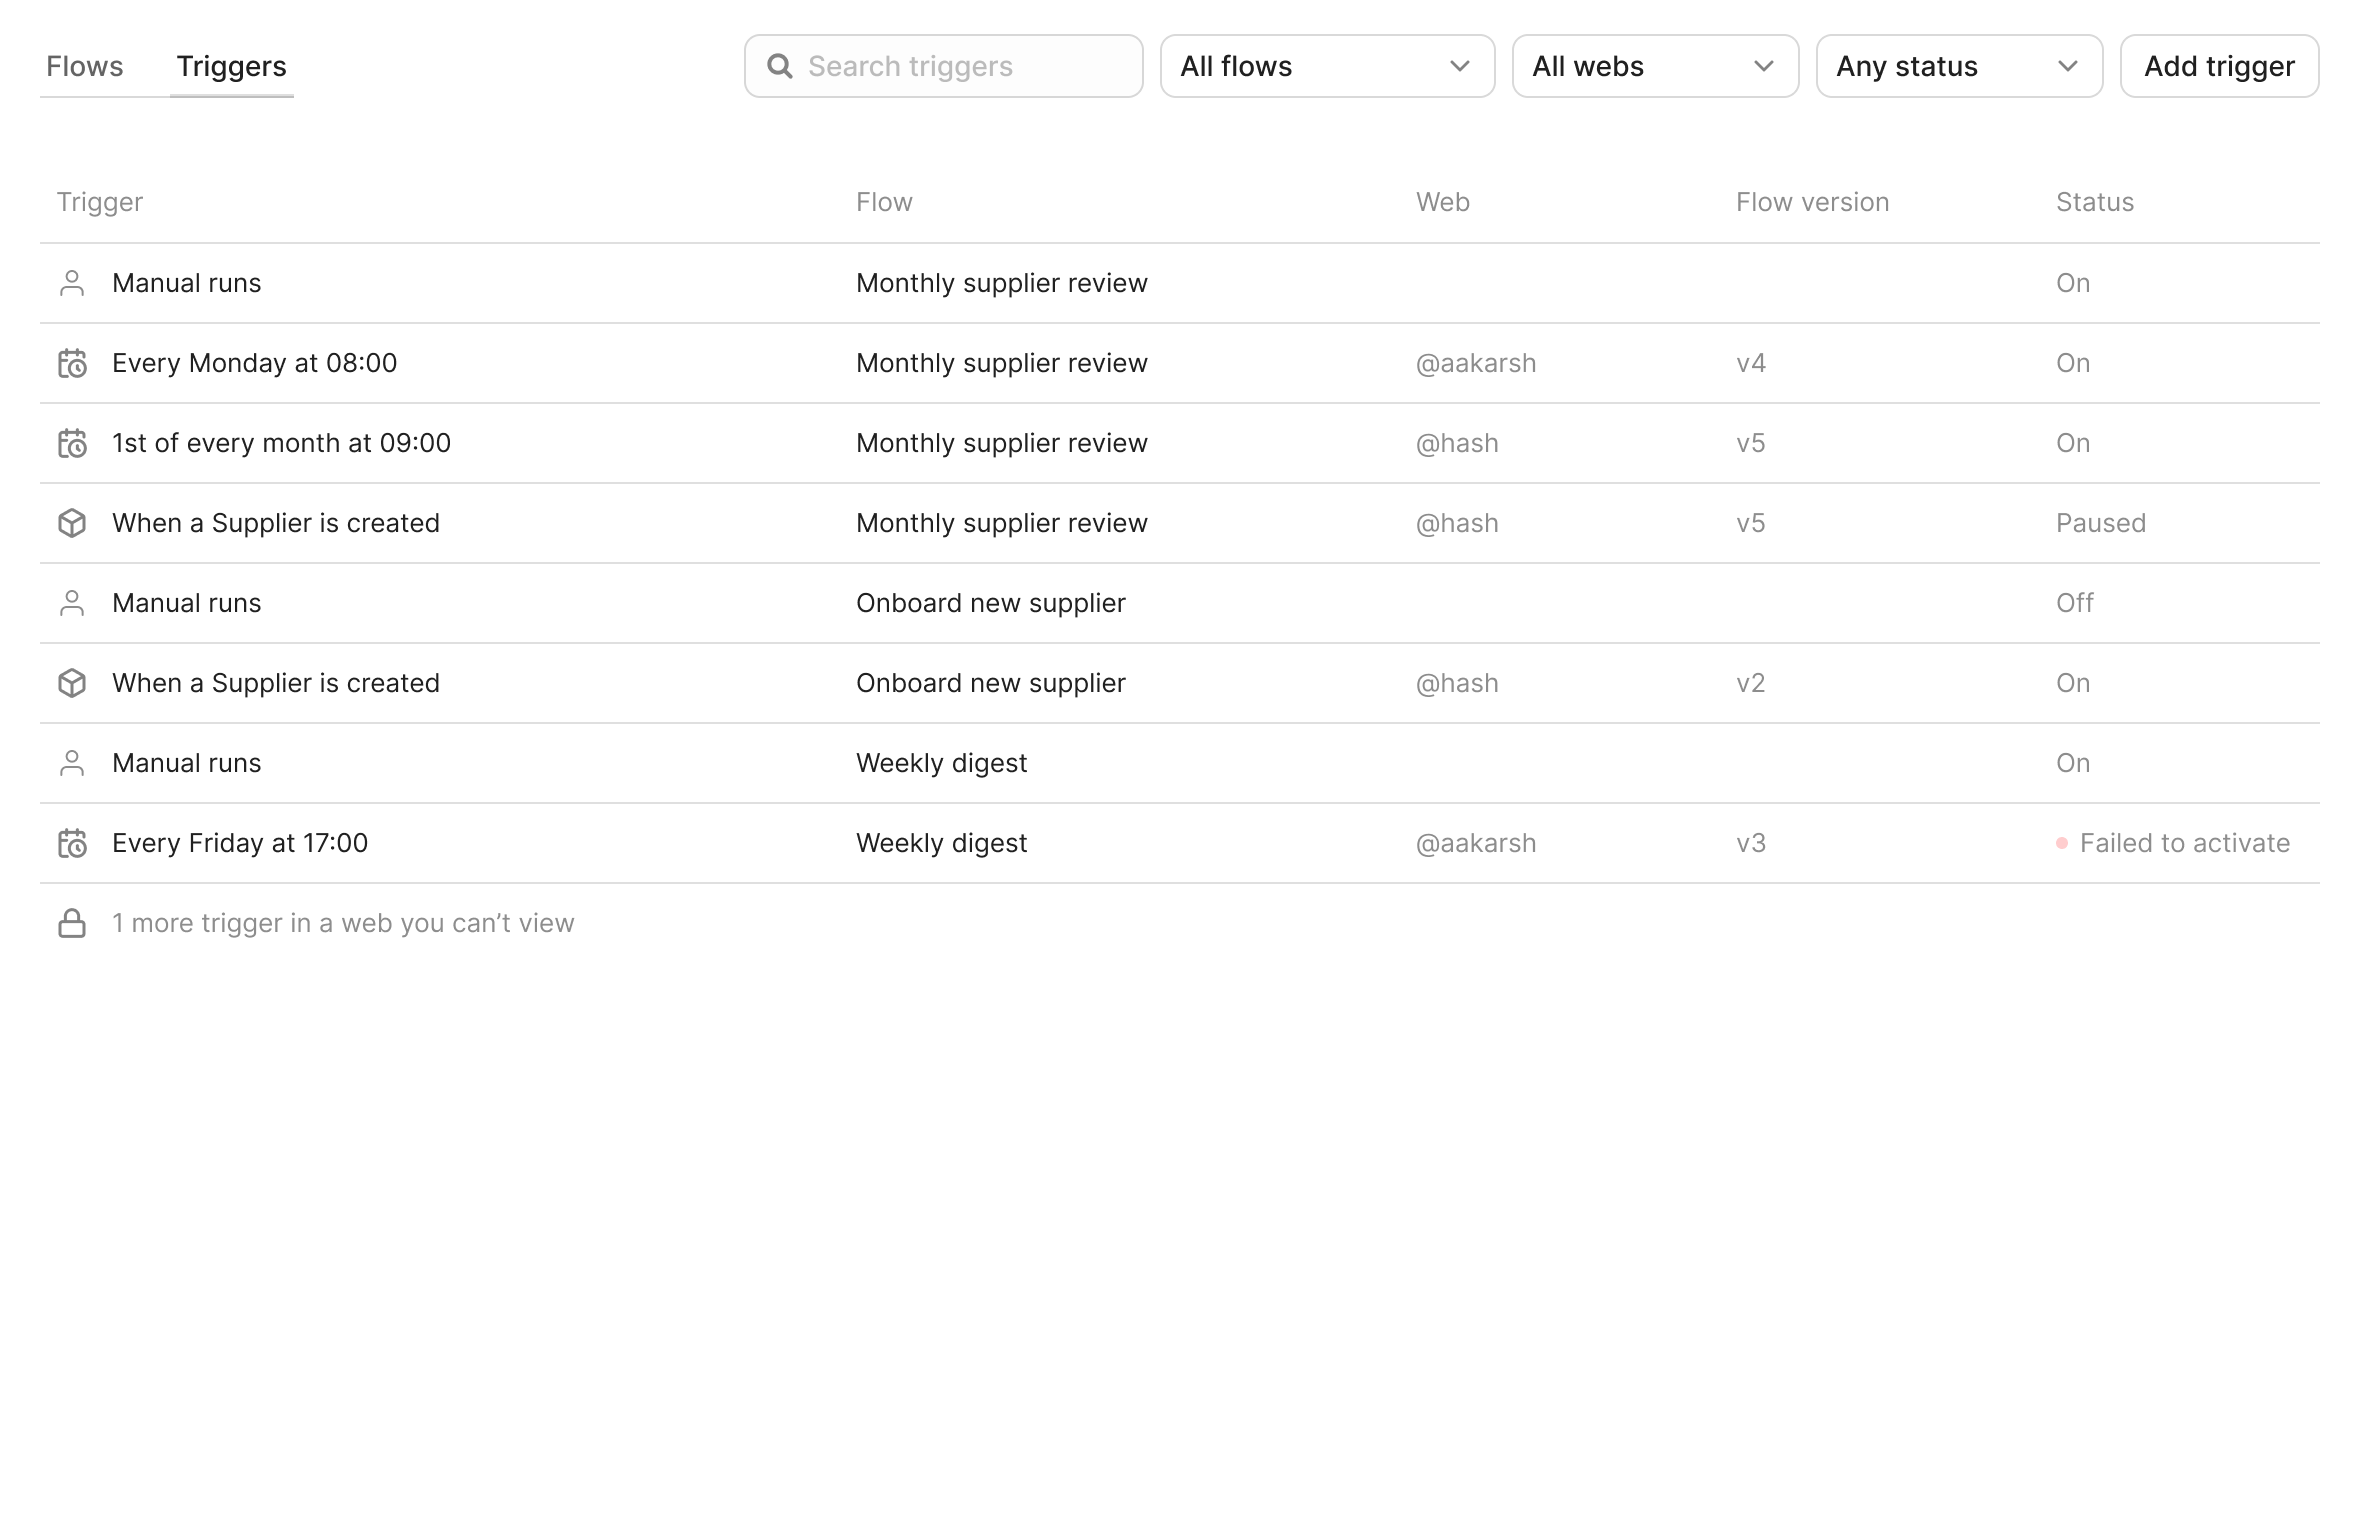 Flows Triggers Search triggers All flows All webs Any status Add trigger
Trigger Flow Web Flow version Status
Manual runs Monthly supplier review On
Every Monday at 08:00 Monthly supplier review @aakarsh v4 On
1st of every month at 09:00 Monthly supplier review @hash v5 On
When a Supplier is created Monthly supplier review @hash v5 Paused
Manual runs Onboard new supplier Off
When a Supplier is created Onboard new supplier @hash v2 On
Manual runs Weekly digest On
Every Friday at 17:00 Weekly digest @aakarsh v3 Failed to activate
1 more trigger in a web you can’t view